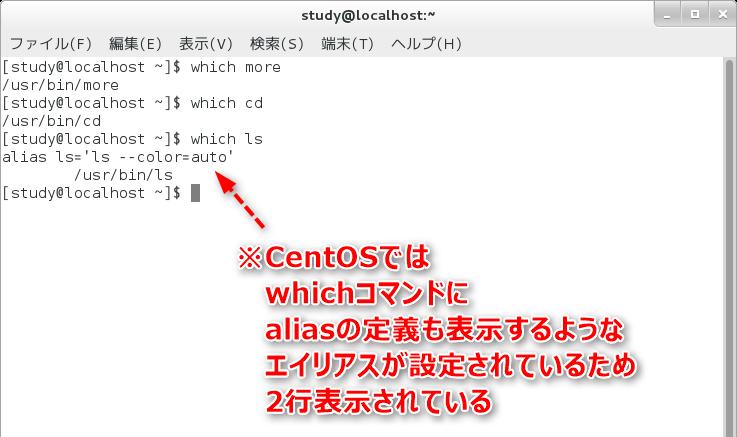 study@localhost:~
ファイル(F) 編集(E) 表示(V) 検索(S) 端末(T) ヘルプ(H)
[study@localhost ~]$ which more
/usr/bin/more
[study@localhost ~]$ which cd
/usr/bin/cd
[study@localhost ~]$ which ls
alias ls='ls --color=auto'
/usr/bin/ls
[study@localhost ~]$
※CentOSでは
whichコマンドに
aliasの定義も表示するような
エイリアスが設定されているため
2行表示されている